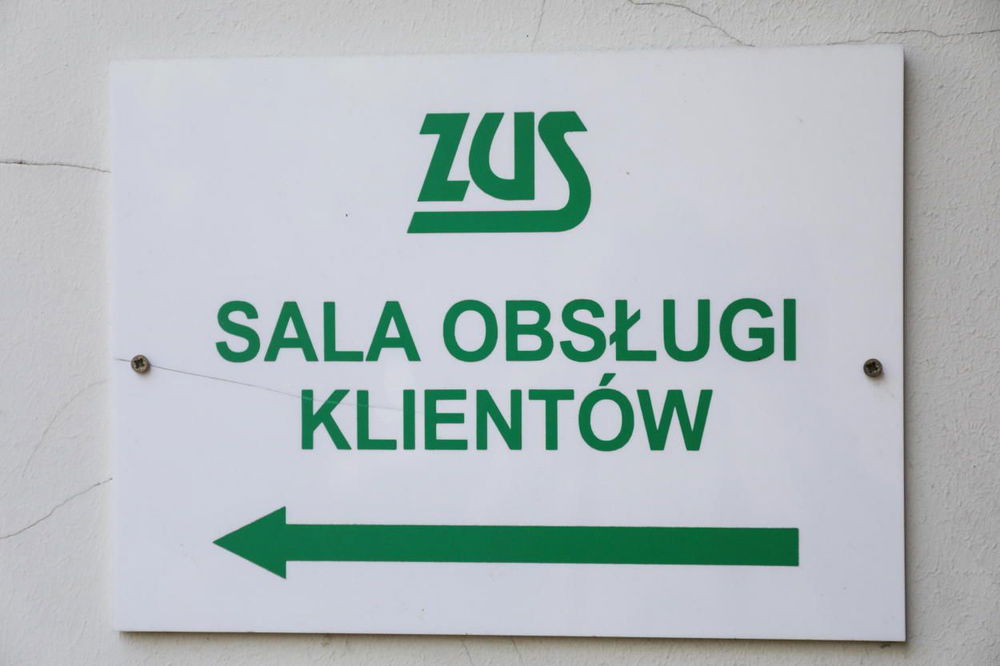 ZUS
SALA OBSŁUGI
KLIENTÓW